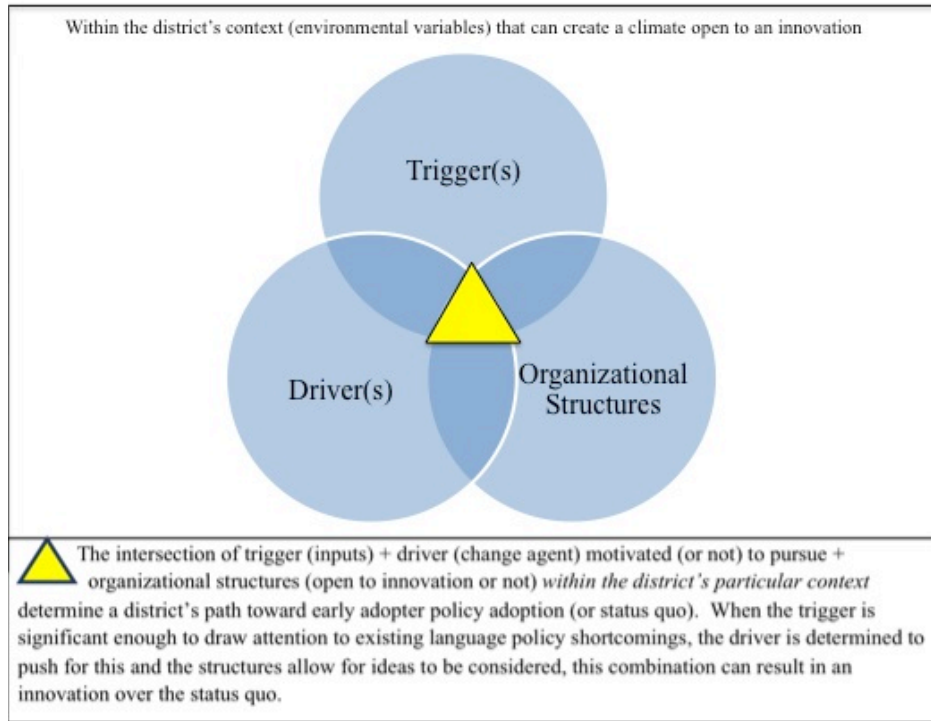 Within the district's context (environmental variables) that can create a climate open to an innovation
Trigger(s)
Driver(s)
Organizational
Structures
The intersection of trigger (inputs) + driver (change agent) motivated (or not) to pursue +
organizational structures (open to innovation or not) within the district's particular context
determine a district's path toward early adopter policy adoption (or status quo).  When the trigger is
significant enough to draw attention to existing language policy shortcomings, the driver is determined to
push for this and the structures allow for ideas to be considered, this combination can result in an
innovation over the status quo.